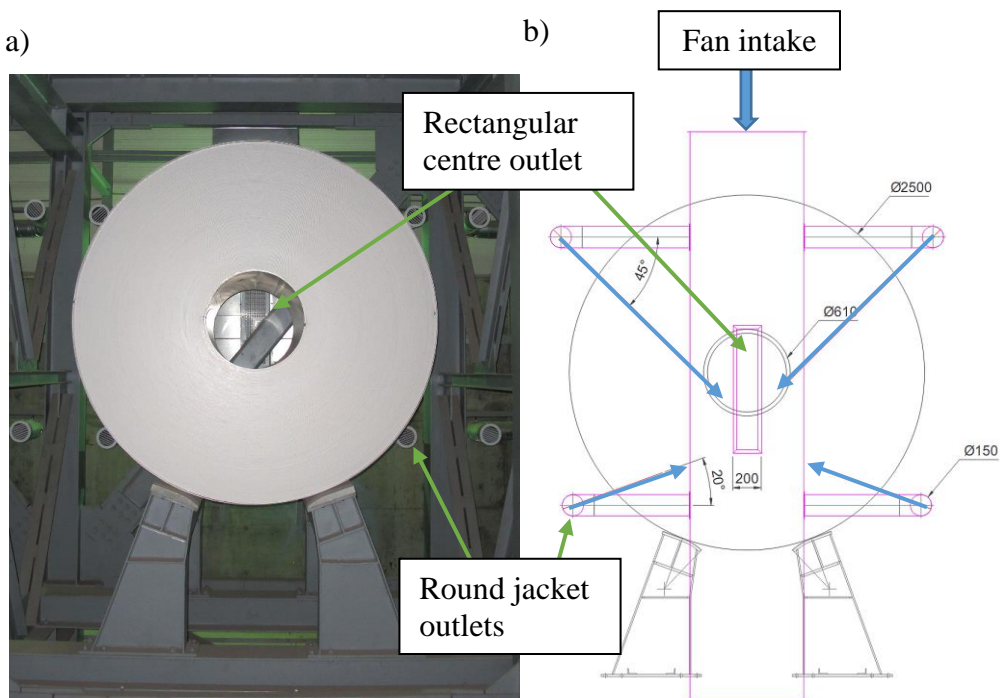 a)
b)
Fan intake
Rectangular
centre outlet
Ø2500
45°
Ø610
20°
200
Ø150
Round jacket
outlets